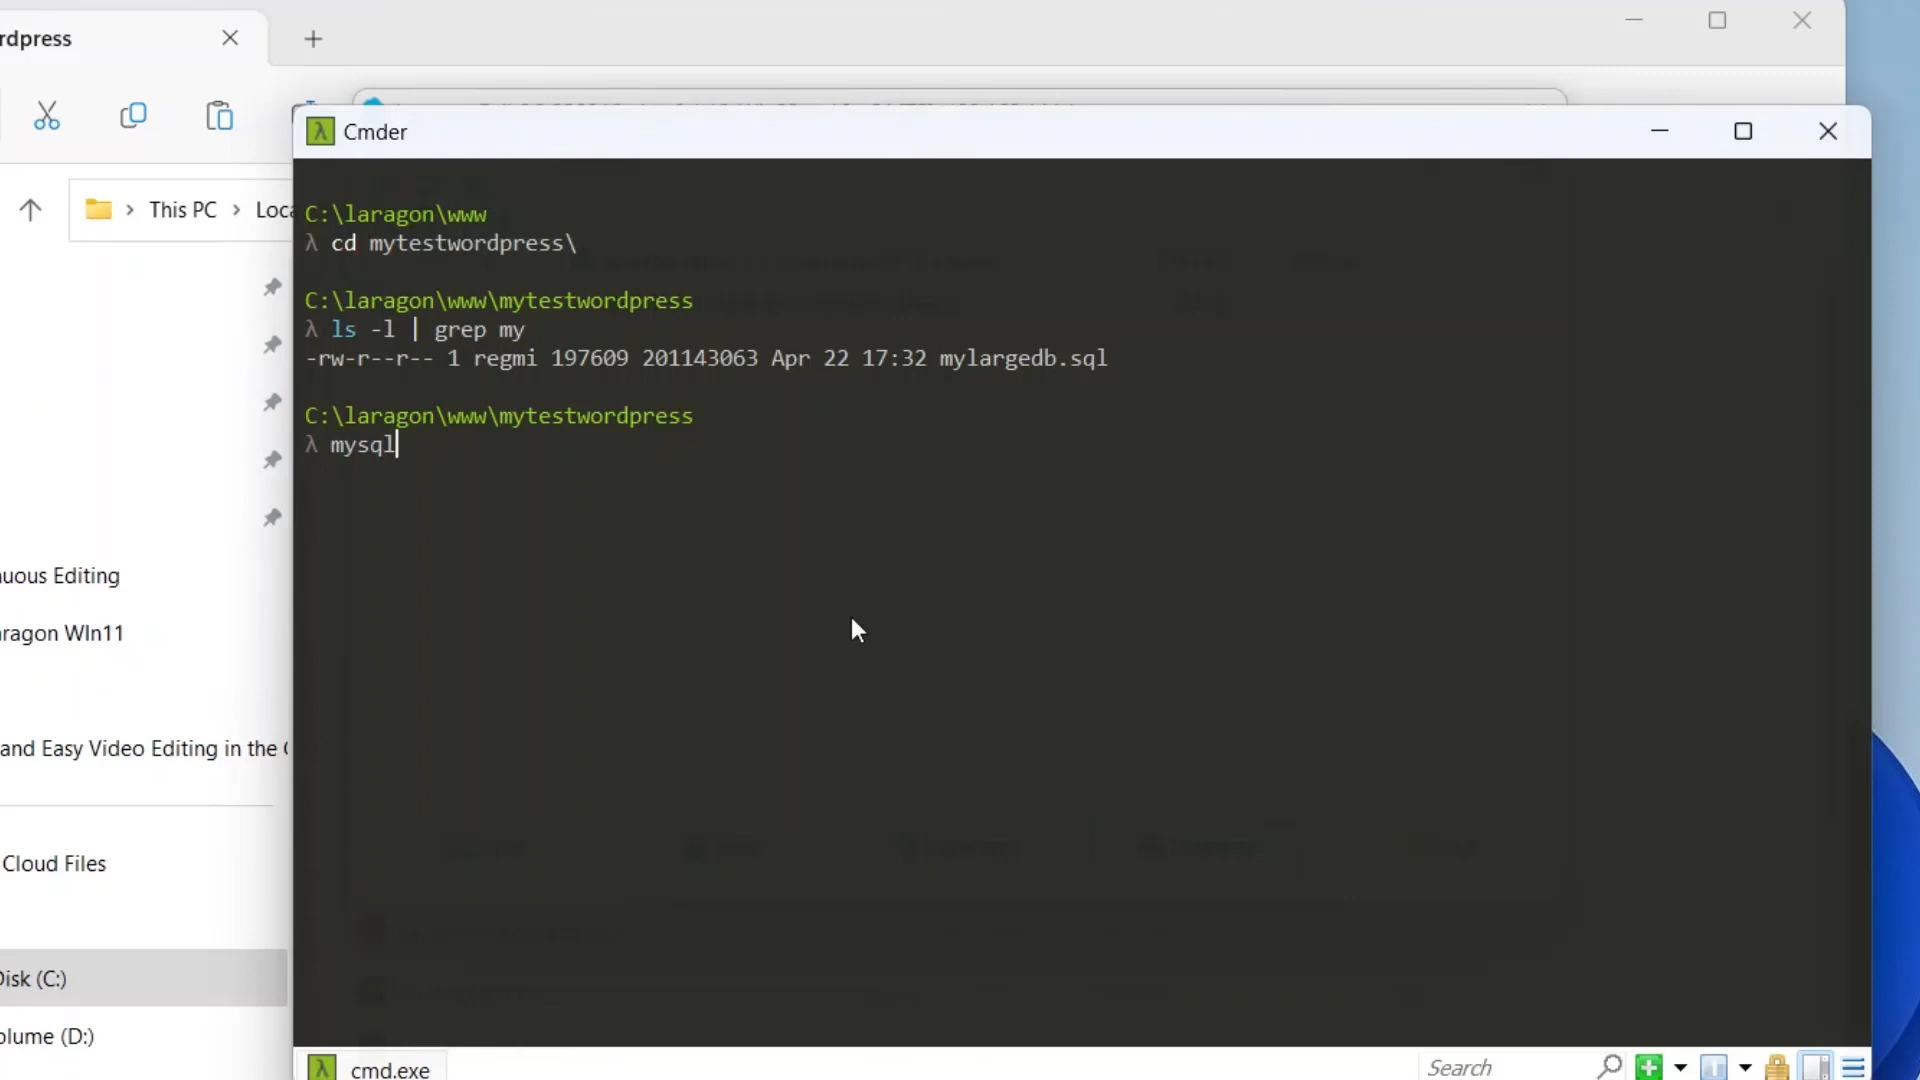 rdpress
Cmder
This PC > Loca
C:\laragon\www
λ cd mytestwordpress\
C:\laragon\www\mytestwordpress
λ ls -l | grep my
-rw-r--r-- 1 regmi 197609 201143063 Apr 22 17:32 mylargedb.sql
C:\laragon\www\mytestwordpress
λ mysql
uous Editing
ragon WIn11
and Easy Video Editing in the
Cloud Files
Disk (C:)
olume (D:)
cmd.exe
Search